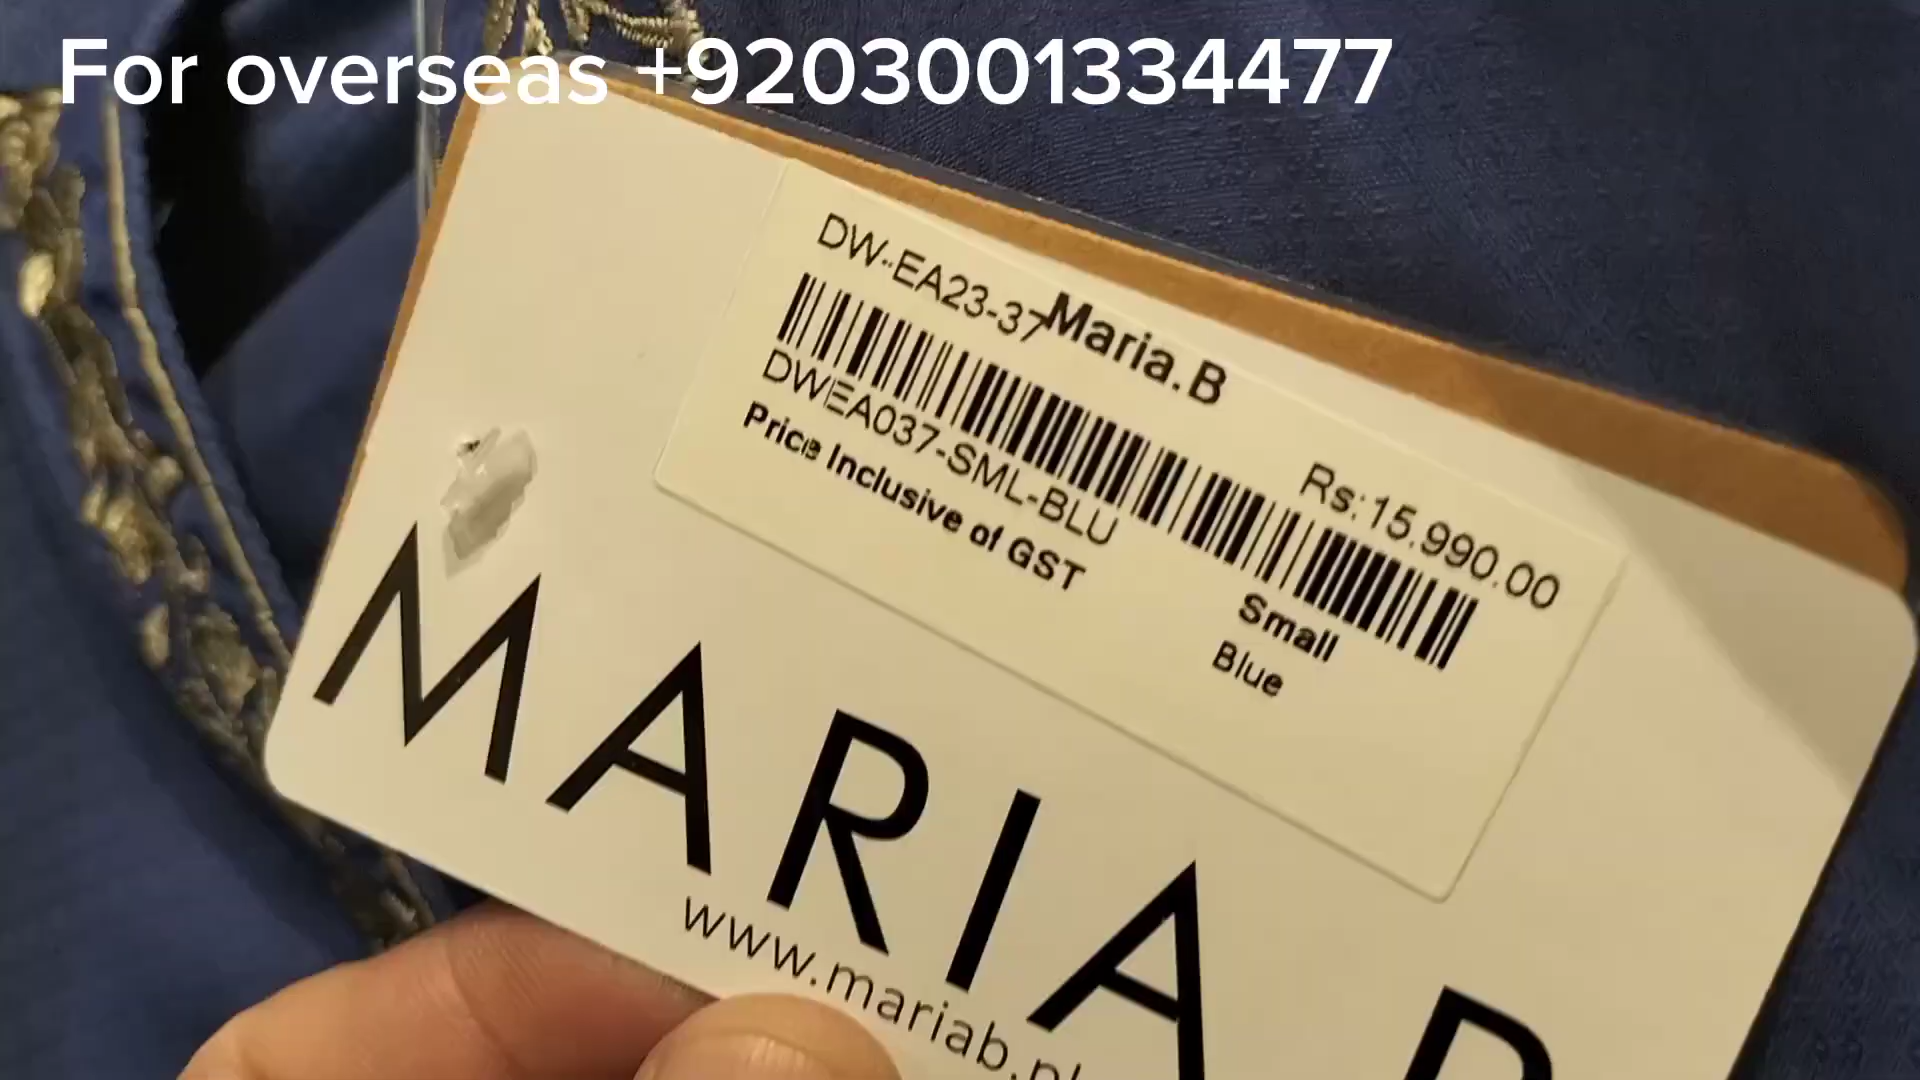 For overseas +9203001334477
DW-EA23-37
Maria.B
Rs:15.990.00
DWEA037-SML-BLU
Small
Price Inclusive of GST
Blue
MARIA
www.mariab.